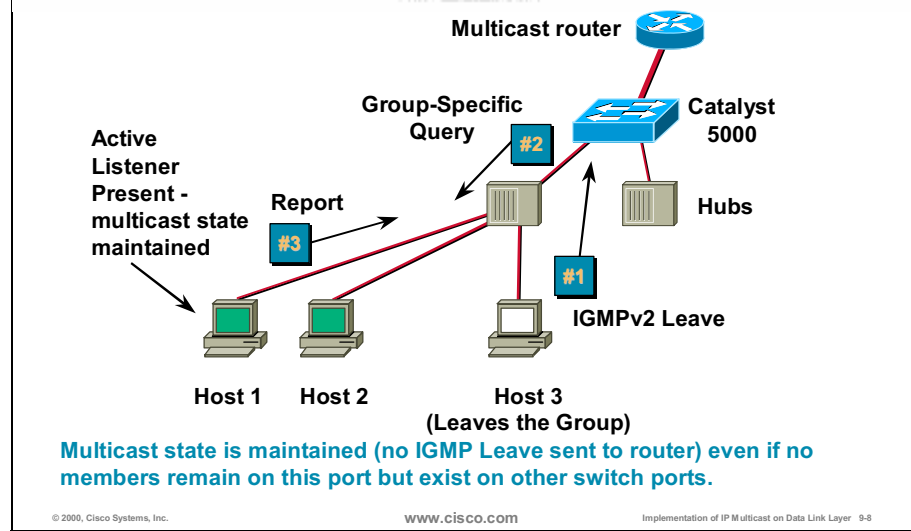 Multicast router
Group-Specific
Query
Catalyst
5000
#2
Active
Listener
Present -
multicast state
maintained
Report
#3
Hubs
#1
IGMPv2 Leave
Host 1
Host 2
Host 3
(Leaves the Group)
Multicast state is maintained (no IGMP Leave sent to router) even if no
members remain on this port but exist on other switch ports.
© 2000, Cisco Systems, Inc.
www.cisco.com
Implementation of IP Multicast on Data Link Layer 9-8